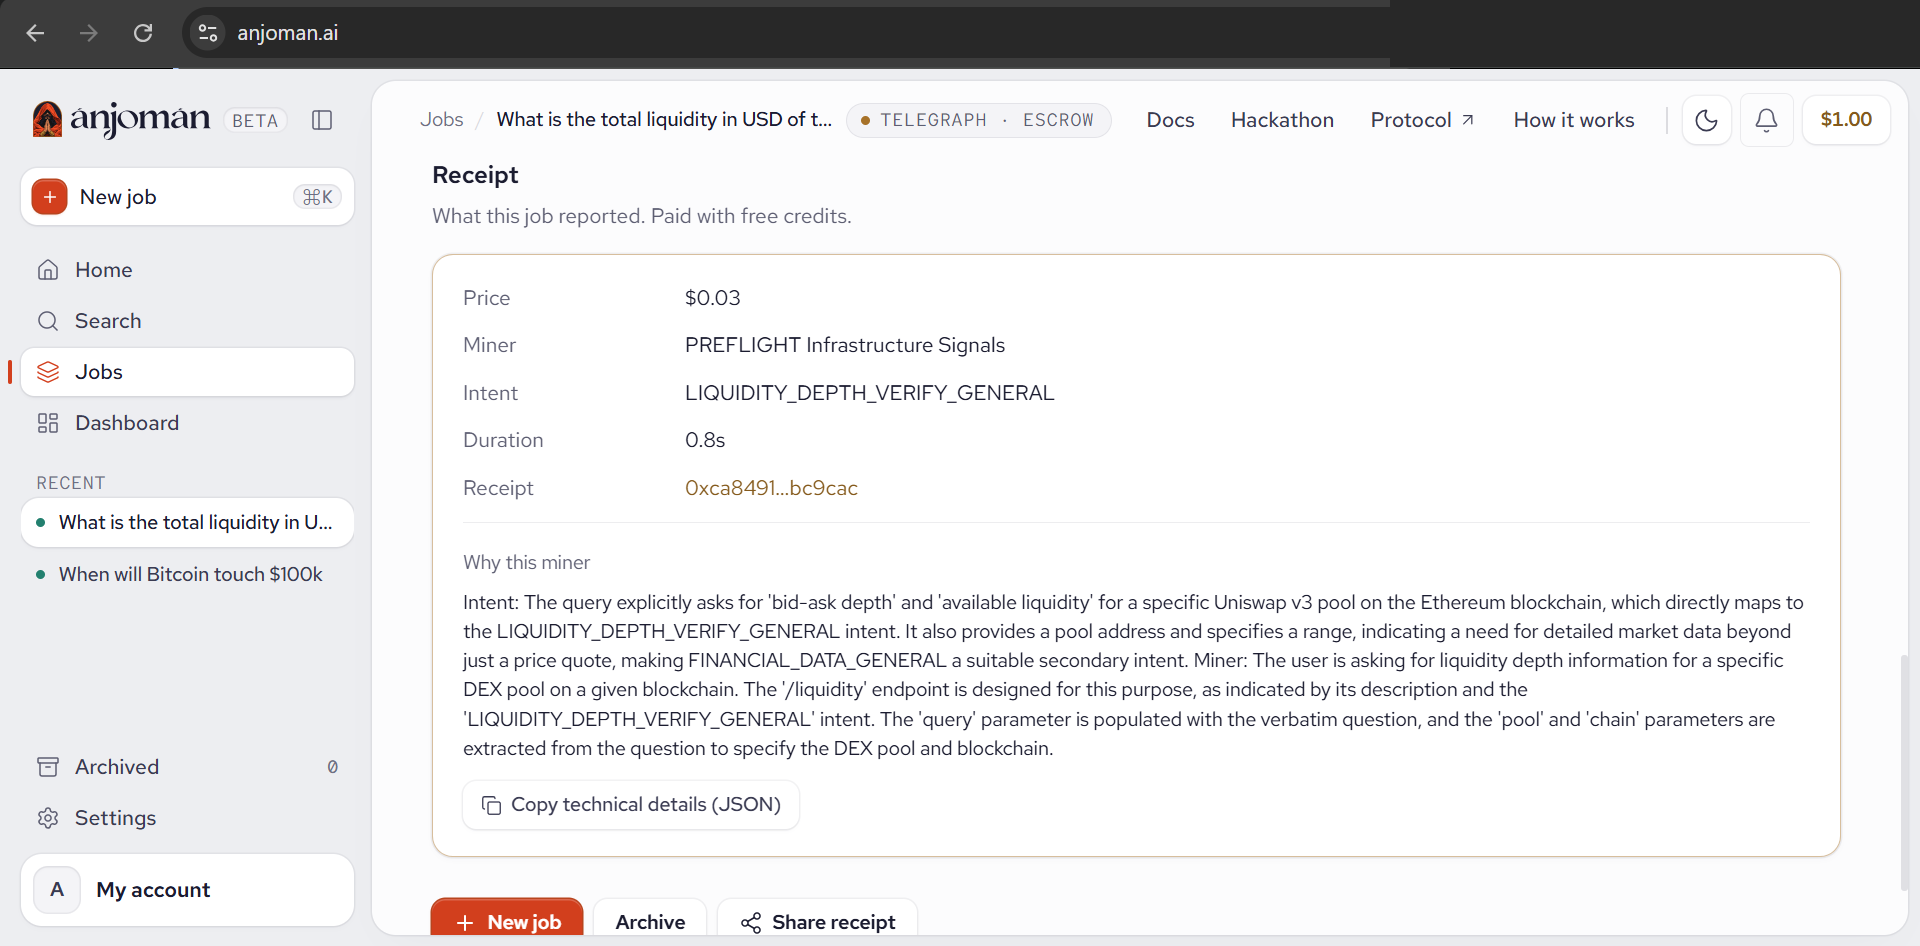 anjoman.ai
ánjomán BETA
New job ⌘K
Home
Search
Jobs
Dashboard
RECENT
What is the total liquidity in U...
When will Bitcoin touch $100k
Archived 0
Settings
A My account
Jobs / What is the total liquidity in USD of t... TELEGRAPH · ESCROW Docs Hackathon Protocol ↗ How it works $1.00
Receipt
What this job reported. Paid with free credits.
Price $0.03
Miner PREFLIGHT Infrastructure Signals
Intent LIQUIDITY_DEPTH_VERIFY_GENERAL
Duration 0.8s
Receipt 0xca8491...bc9cac
Why this miner
Intent: The query explicitly asks for 'bid-ask depth' and 'available liquidity' for a specific Uniswap v3 pool on the Ethereum blockchain, which directly maps to
the LIQUIDITY_DEPTH_VERIFY_GENERAL intent. It also provides a pool address and specifies a range, indicating a need for detailed market data beyond
just a price quote, making FINANCIAL_DATA_GENERAL a suitable secondary intent. Miner: The user is asking for liquidity depth information for a specific
DEX pool on a given blockchain. The '/liquidity' endpoint is designed for this purpose, as indicated by its description and the
'LIQUIDITY_DEPTH_VERIFY_GENERAL' intent. The 'query' parameter is populated with the verbatim question, and the 'pool' and 'chain' parameters are
extracted from the question to specify the DEX pool and blockchain.
Copy technical details (JSON)
+ New job Archive Share receipt